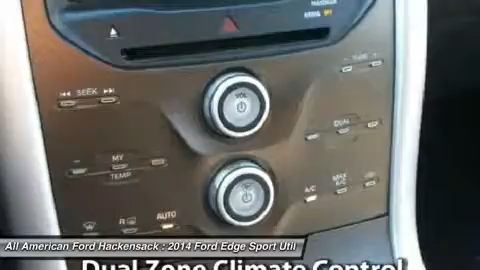 SEEK
VOL
DUAL
MY
TEMP
MAX
A/C
A/C
R
AUTO
All American Ford Hackensack : 2014 Ford Edge Sport Util
Dual Zone Climate Control